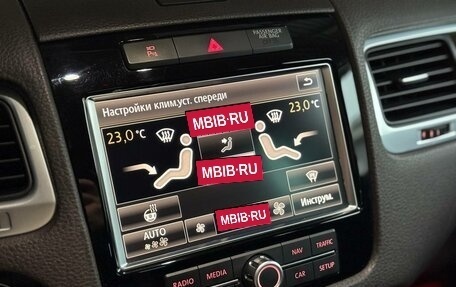 PASSENGER
AIR BAG
Настройки клим.уст. спереди
23,0 °C
23,0 °C
MBIB·RU
MBIB·RU
MBIB·RU
AUTO
Инструм.
RADIO
MEDIA
NAV
TRAFFIC
CAR
SETUP